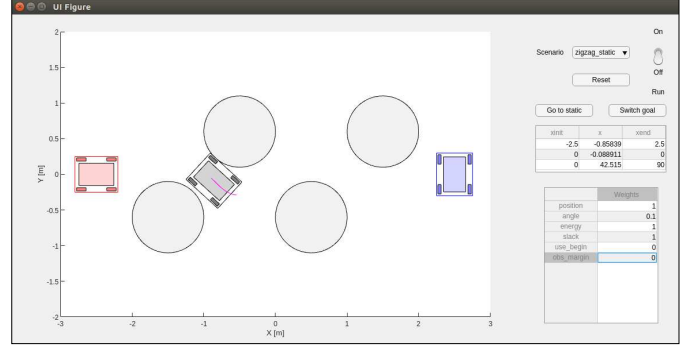 UI Figure
On
Scenario zigzag_static
Off
Reset
Run
Go to static Switch goal
xinit x xend
-2.5 -0.85839 2.5
0 -0.088911 0
0 42.515 90
Weights
position 1
angle 0.1
energy 1
slack 1
use_begin 0
obs_margin 0
2
1.5
1
0.5
0
-0.5
-1
-1.5
-2
Y [m]
-3 -2 -1 0 1 2 3
X [m]